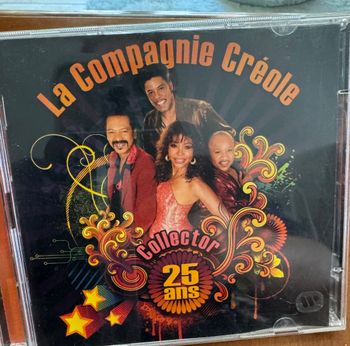 La Compagnie Créole
Collector
25
ans